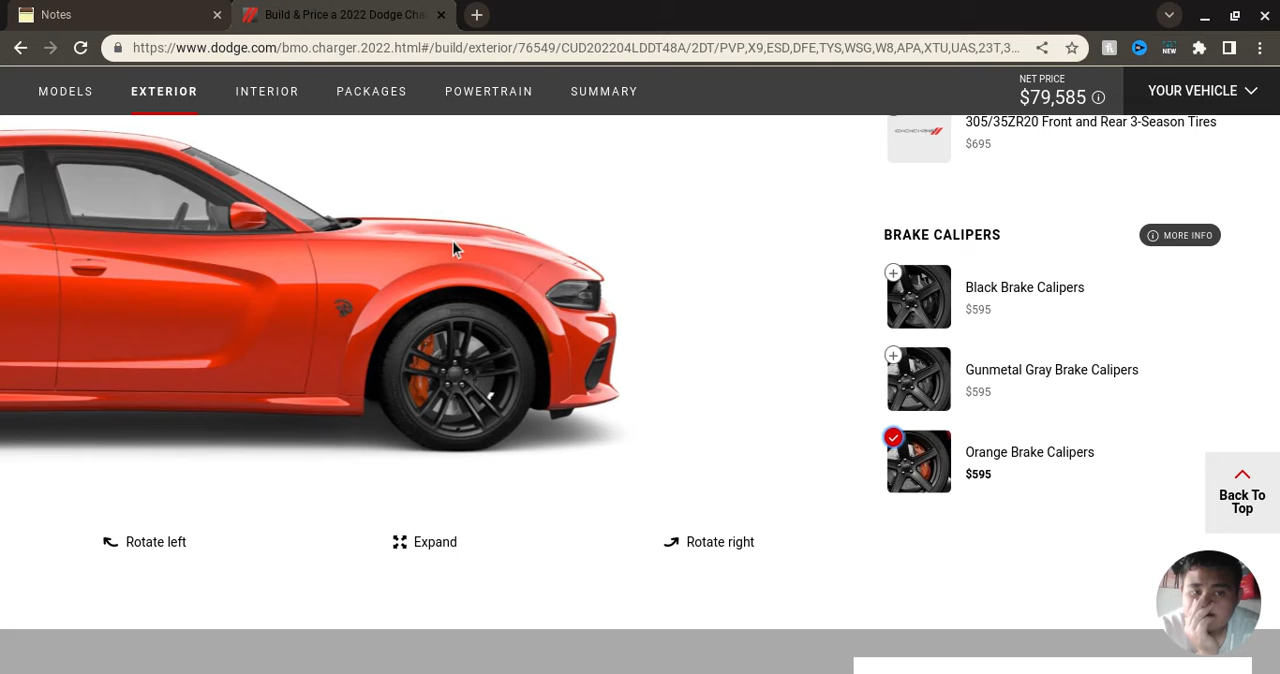 Notes
Build & Price a 2022 Dodge Cha
https://www.dodge.com/bmo.charger.2022.html#/build/exterior/76549/CUD202204LDDT48A/2DT/PVP,X9,ESD,DFE,TYS,WSG,W8,APA,XTU,UAS,23T,3...
NEW
MODELS
EXTERIOR
INTERIOR
PACKAGES
POWERTRAIN
SUMMARY
NET PRICE
$79,585
YOUR VEHICLE
305/35ZR20 Front and Rear 3-Season Tires
$695
BRAKE CALIPERS
MORE INFO
Black Brake Calipers
$595
Gunmetal Gray Brake Calipers
$595
Orange Brake Calipers
$595
Back To
Top
Rotate left
Expand
Rotate right